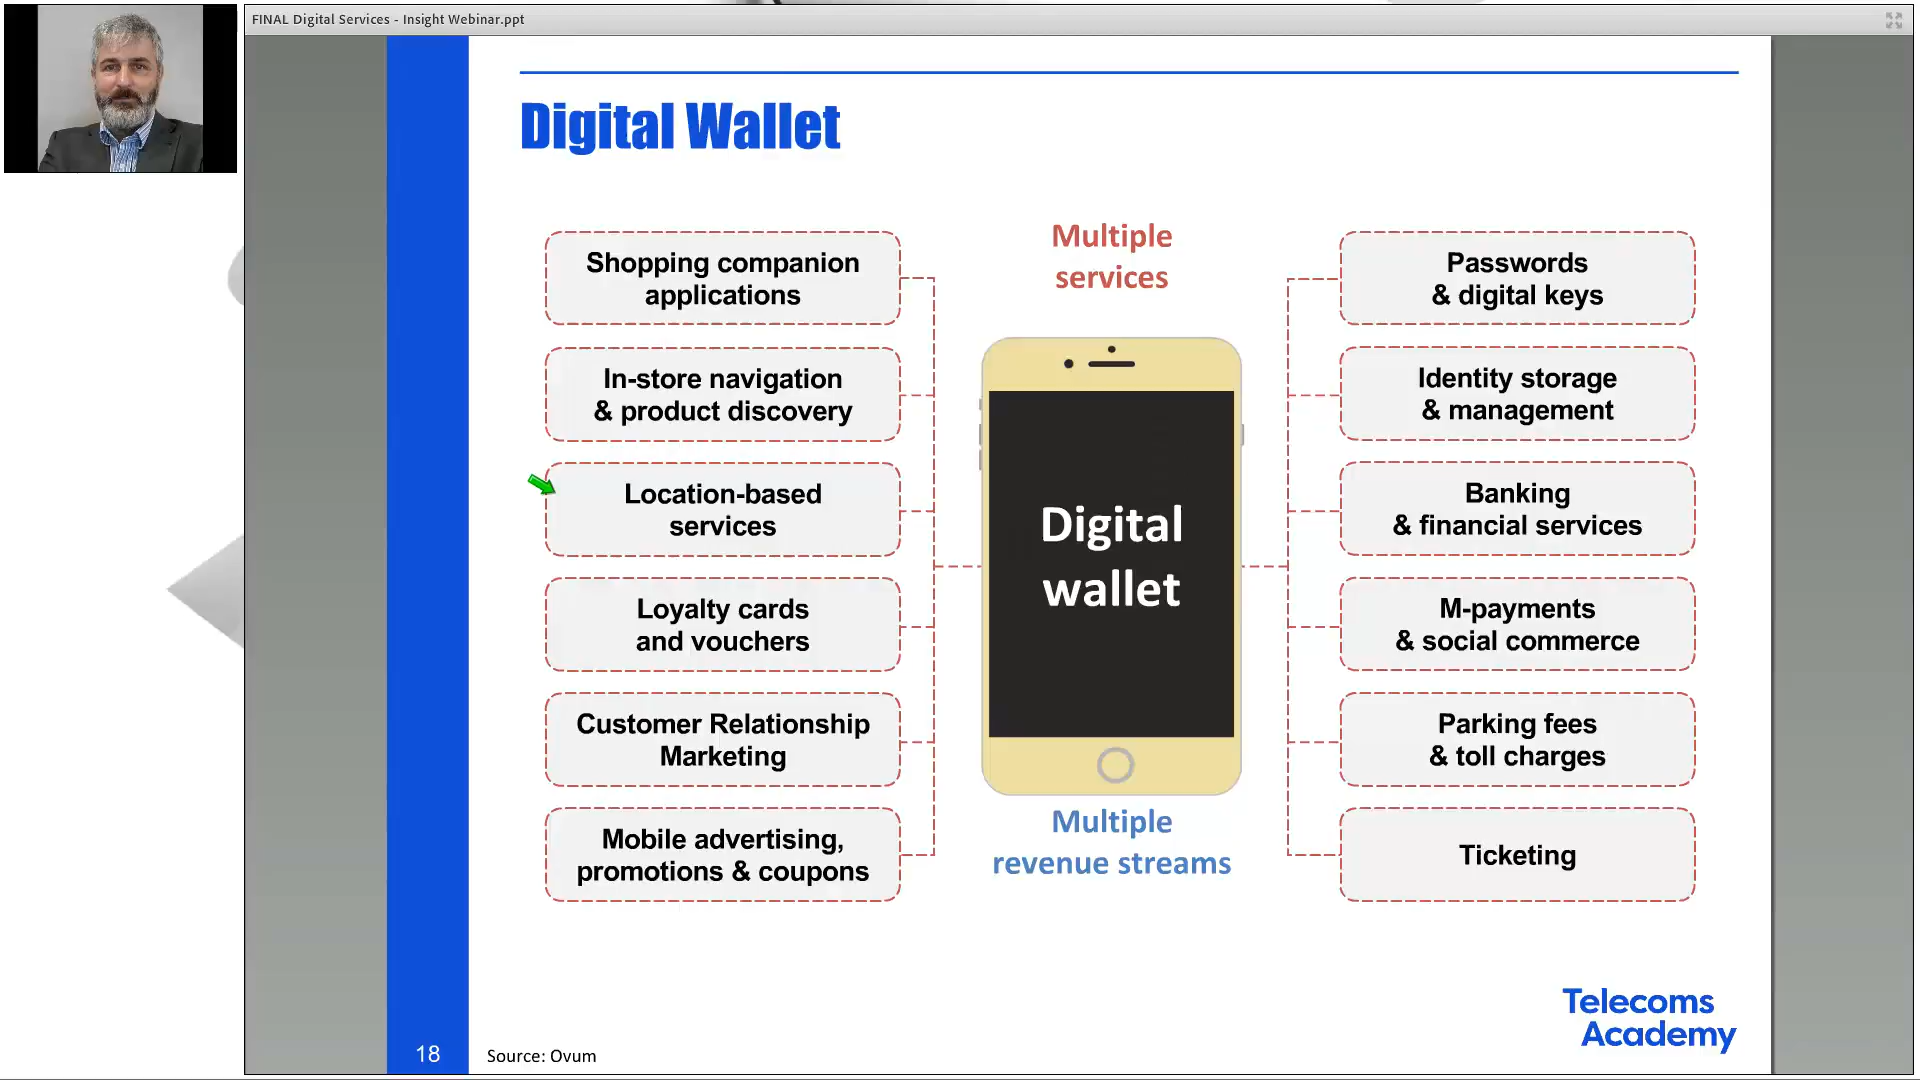 FINAL Digital Services - Insight Webinar.ppt
Digital Wallet
Shopping companion
applications
In-store navigation
& product discovery
Location-based
services
Loyalty cards
and vouchers
Customer Relationship
Marketing
Mobile advertising,
promotions & coupons
Multiple
services
Digital
wallet
Multiple
revenue streams
Passwords
& digital keys
Identity storage
& management
Banking
& financial services
M-payments
& social commerce
Parking fees
& toll charges
Ticketing
Telecoms
Academy
18
Source: Ovum